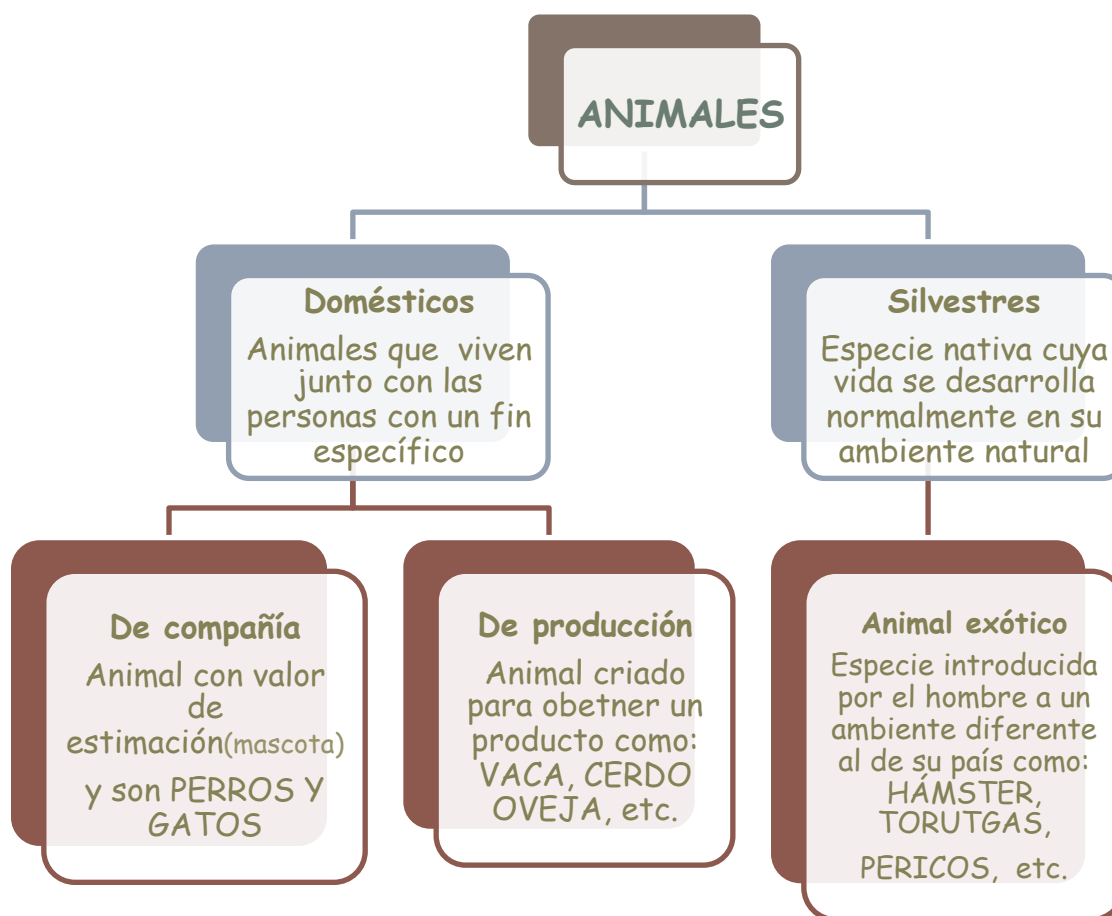 ANIMALES
Domésticos
Animales que viven
junto con las
personas con un fin
específico
Silvestres
Especie nativa cuya
vida se desarrolla
normalmente en su
ambiente natural
De compañía
Animal con valor
de
estimación(mascota)
y son PERROS Y
GATOS
De producción
Animal criado
para obetner un
producto como:
VACA, CERDO
OVEJA, etc.
Animal exótico
Especie introducida
por el hombre a un
ambiente diferente
al de su país como:
HÁMSTER,
TORUTGAS,
PERICOS, etc.